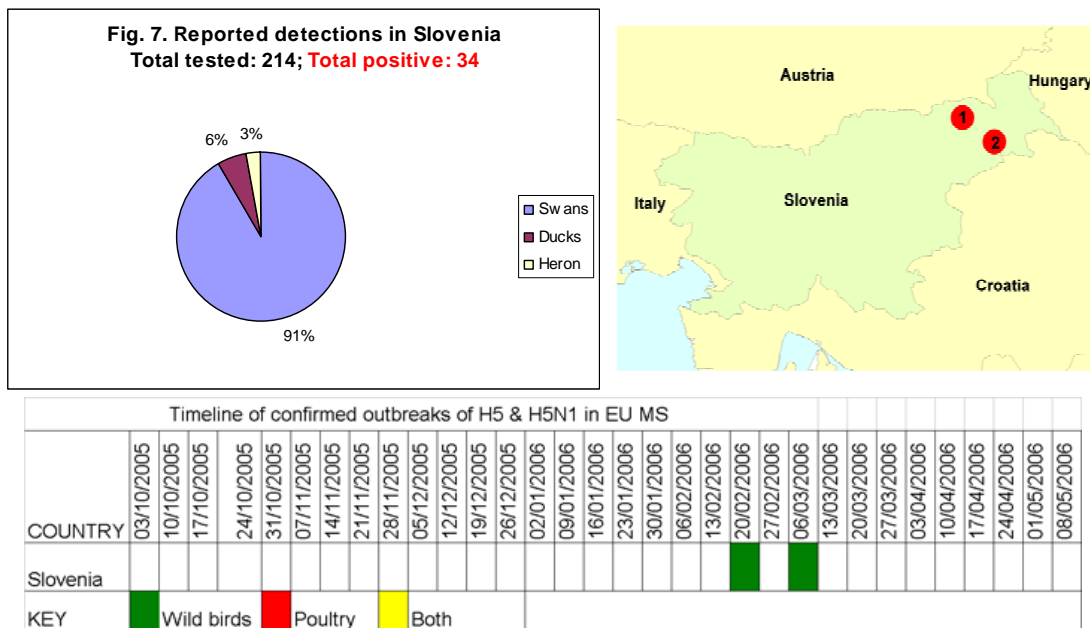 Fig. 7. Reported detections in Slovenia
Total tested: 214; Total positive: 34
6%
3%
91%
Swans
Ducks
Heron
Austria
Hungary
1
2
Italy
Slovenia
Croatia
Timeline of confirmed outbreaks of H5 & H5N1 in EU MS
COUNTRY 03/10/2005 10/10/2005 17/10/2005 24/10/2005 31/10/2005 07/11/2005 14/11/2005 21/11/2005 28/11/2005 05/12/2005 12/12/2005 19/12/2005 26/12/2005 02/01/2006 09/01/2006 16/01/2006 23/01/2006 30/01/2006 06/02/2006 13/02/2006 20/02/2006 27/02/2006 06/03/2006 13/03/2006 20/03/2006 27/03/2006 03/04/2006 10/04/2006 17/04/2006 24/04/2006 01/05/2006 08/05/2006
Slovenia
KEY Wild birds Poultry Both